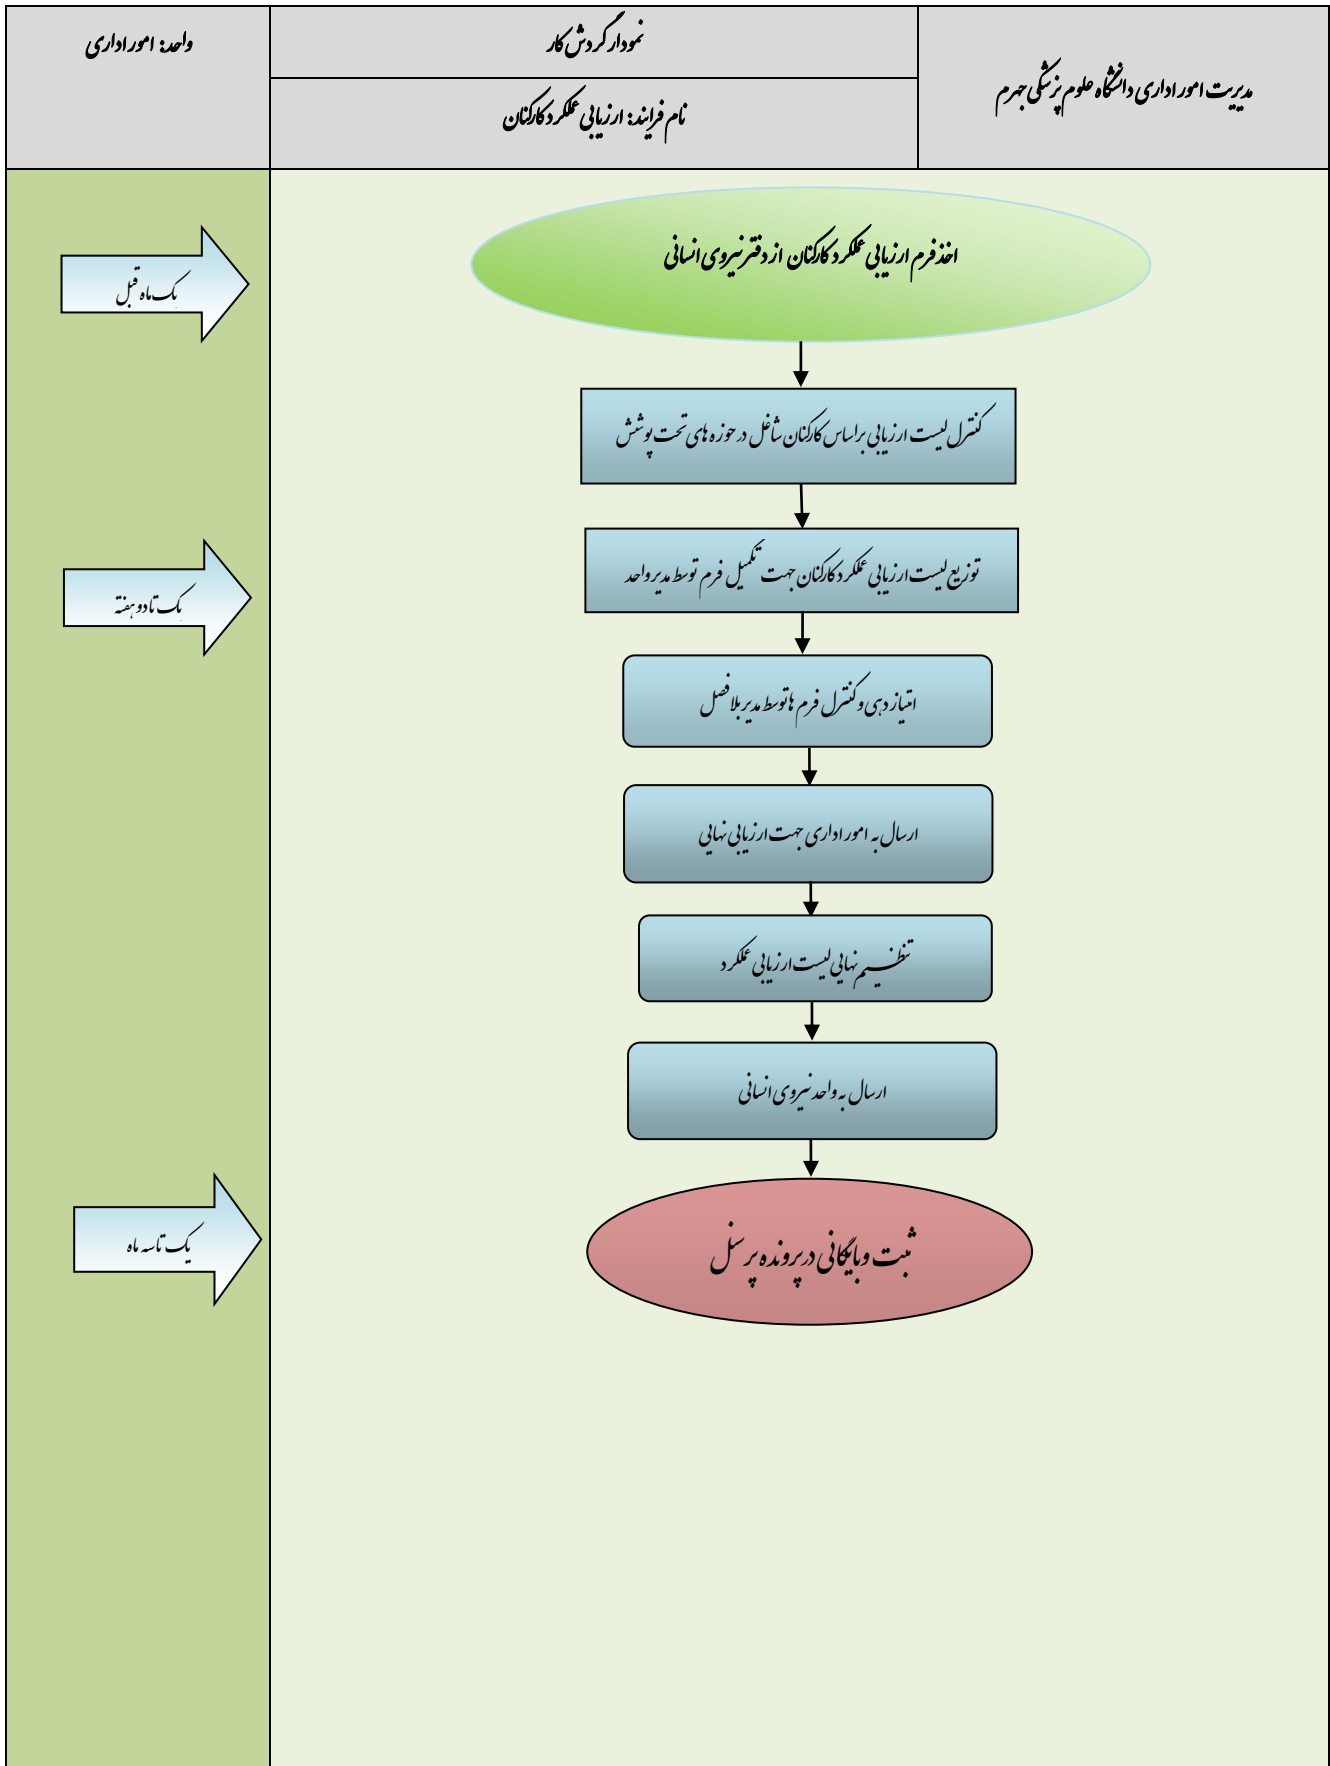 مدیریت امور اداری دانشگاه علوم پزشکی جهرم
نمودار گردش کار
نام فرایند: ارزیابی عملکرد کارکنان
واحد: امور اداری
اخذ فرم ارزیابی عملکرد کارکنان از دفتر نیروی انسانی
یک ماه قبل
کنترل لیست ارزیابی براساس کارکنان شاغل در حوزه های تحت پوشش
توزیع لیست ارزیابی عملکرد کارکنان جهت تکمیل فرم توسط مدیر واحد
یک تا دو هفته
امتیاز دهی و کنترل فرم ها توسط مدیر بلا فصل
ارسال به امور اداری جهت ارزیابی نهایی
تنظیم نهایی لیست ارزیابی عملکرد
ارسال به واحد نیروی انسانی
ثبت و بایگانی در پرونده پرسنل
یک تا سه ماه